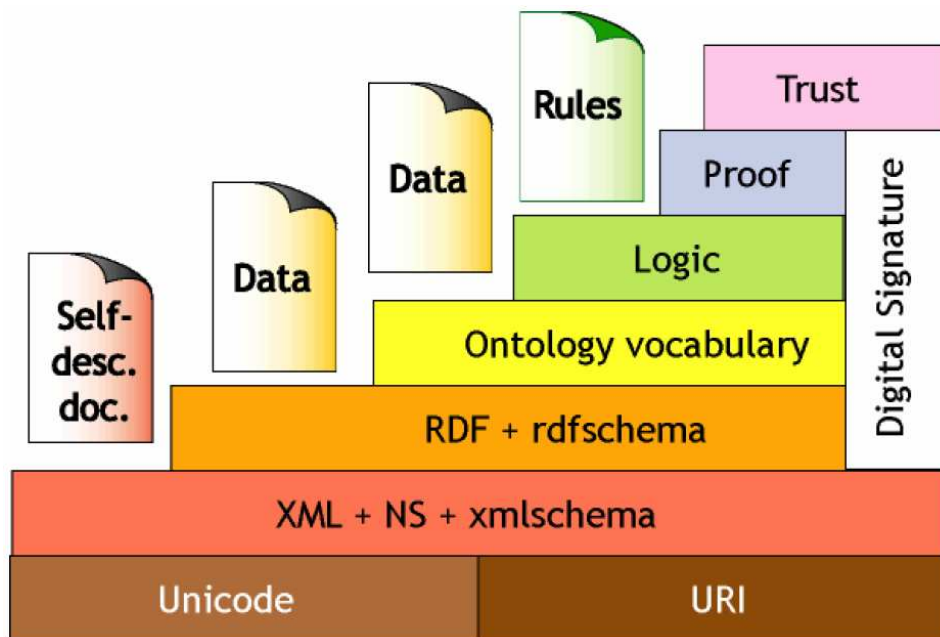 Rules
Trust
Data
Proof
Data
Logic
Self-
desc.
doc.
Ontology vocabulary
Digital Signature
RDF + rdfschema
XML + NS + xmlschema
Unicode
URI